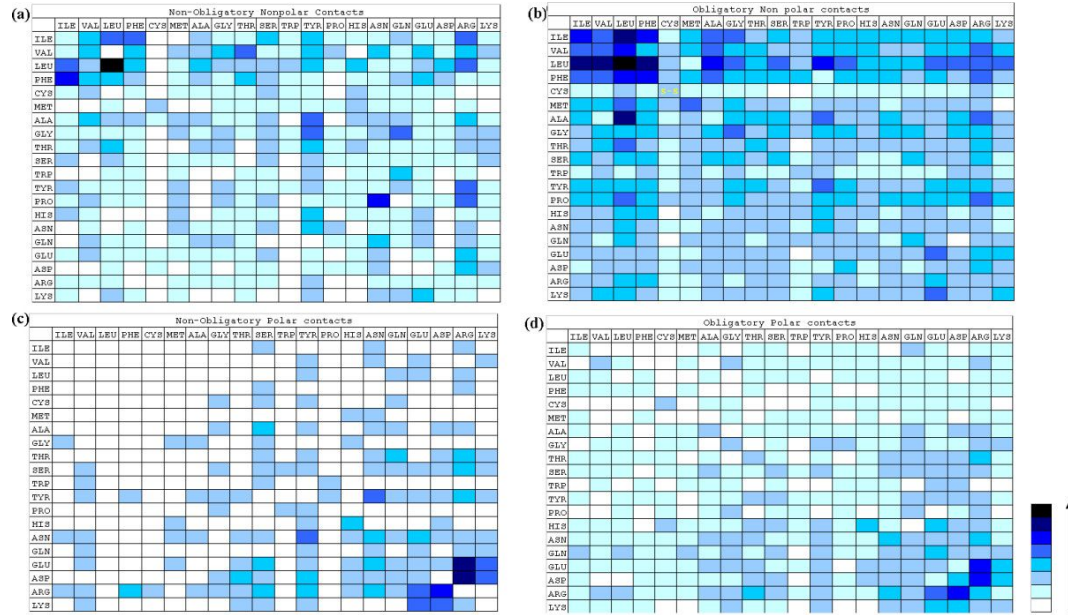 (a)
Non-Obligatory Nonpolar Contacts
ILE VAL LEU PHE CYS MET ALA GLY THR SER TRP TYR PRO HIS ASN GLN GLU ASP ARG LYS
ILE
VAL
LEU
PHE
CYS
MET
ALA
GLY
THR
SER
TRP
TYR
PRO
HIS
ASN
GLN
GLU
ASP
ARG
LYS
(b)
Obligatory Non polar contacts
ILE VAL LEU PHE CYS MET ALA GLY THR SER TRP TYR PRO HIS ASN GLN GLU ASP ARG LYS
ILE
VAL
LEU
PHE
CYS S-S
MET
ALA
GLY
THR
SER
TRP
TYR
PRO
HIS
ASN
GLN
GLU
ASP
ARG
LYS
(c)
Non-Obligatory Polar contacts
ILE VAL LEU PHE CYS MET ALA GLY THR SER TRP TYR PRO HIS ASN GLN GLU ASP ARG LYS
ILE
VAL
LEU
PHE
CYS
MET
ALA
GLY
THR
SER
TRP
TYR
PRO
HIS
ASN
GLN
GLU
ASP
ARG
LYS
(d)
Obligatory Polar contacts
ILE VAL LEU PHE CYS MET ALA GLY THR SER TRP TYR PRO HIS ASN GLN GLU ASP ARG LYS
ILE
VAL
LEU
PHE
CYS
MET
ALA
GLY
THR
SER
TRP
TYR
PRO
HIS
ASN
GLN
GLU
ASP
ARG
LYS